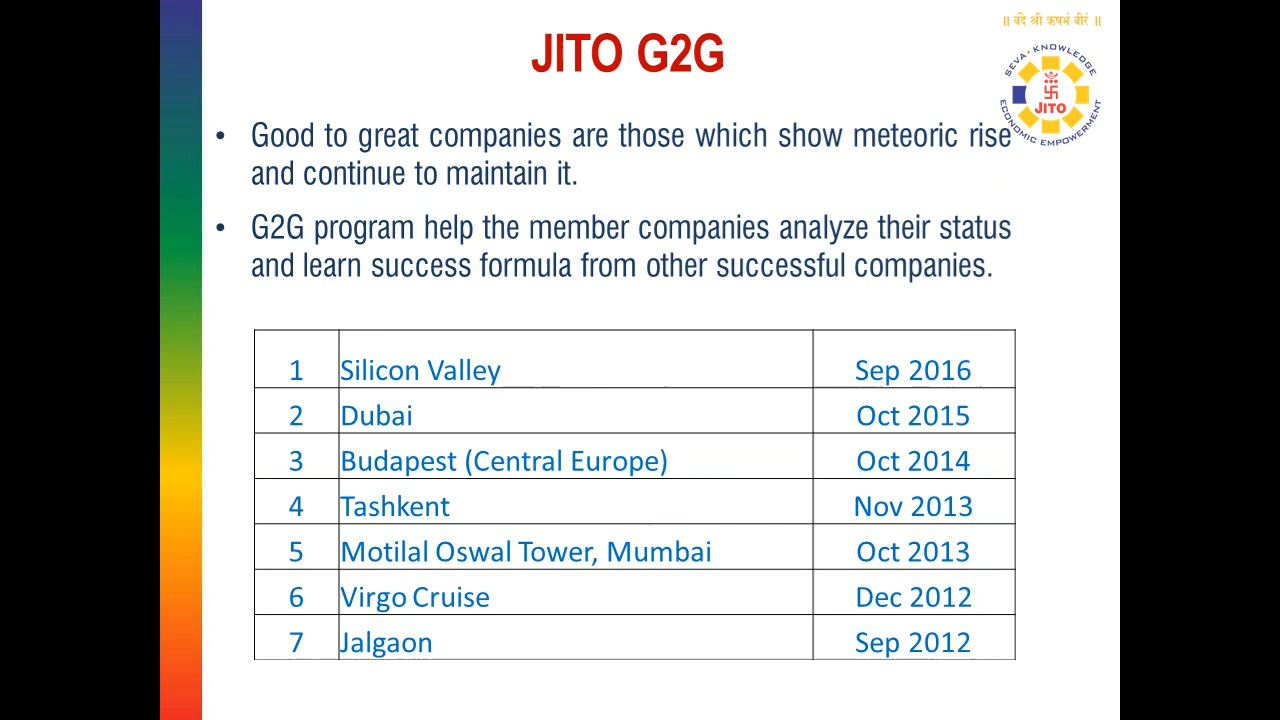 ॥ वंदे श्री ऋषभं वीरं ॥
JITO G2G
SEVA - KNOWLEDGE
JITO
ECONOMIC EMPOWERMENT
• Good to great companies are those which show meteoric rise
and continue to maintain it.
• G2G program help the member companies analyze their status
and learn success formula from other successful companies.
1 Silicon Valley Sep 2016
2 Dubai Oct 2015
3 Budapest (Central Europe) Oct 2014
4 Tashkent Nov 2013
5 Motilal Oswal Tower, Mumbai Oct 2013
6 Virgo Cruise Dec 2012
7 Jalgaon Sep 2012